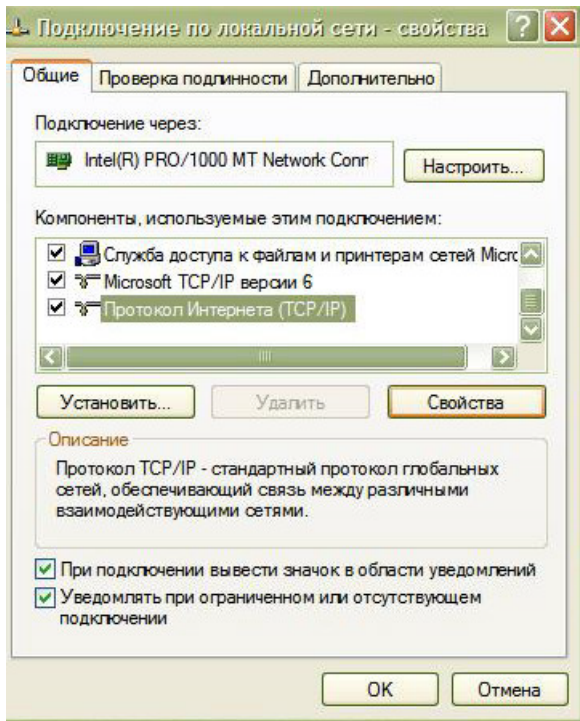 Подключение по локальной сети - свойства
Общие
Проверка подлинности
Дополнительно
Подключение через:
Intel(R) PRO/1000 MT Network Conn
Настроить...
Компоненты, используемые этим подключением:
Служба доступа к файлам и принтерам сетей Micro
Microsoft TCP/IP версии 6
Протокол Интернета (TCP/IP)
Установить...
Удалить
Свойства
Описание
Протокол TCP/IP - стандартный протокол глобальных
сетей, обеспечивающий связь между различными
взаимодействующими сетями.
При подключении вывести значок в области уведомлений
Уведомлять при ограниченном или отсутствующем
подключении
OK
Отмена